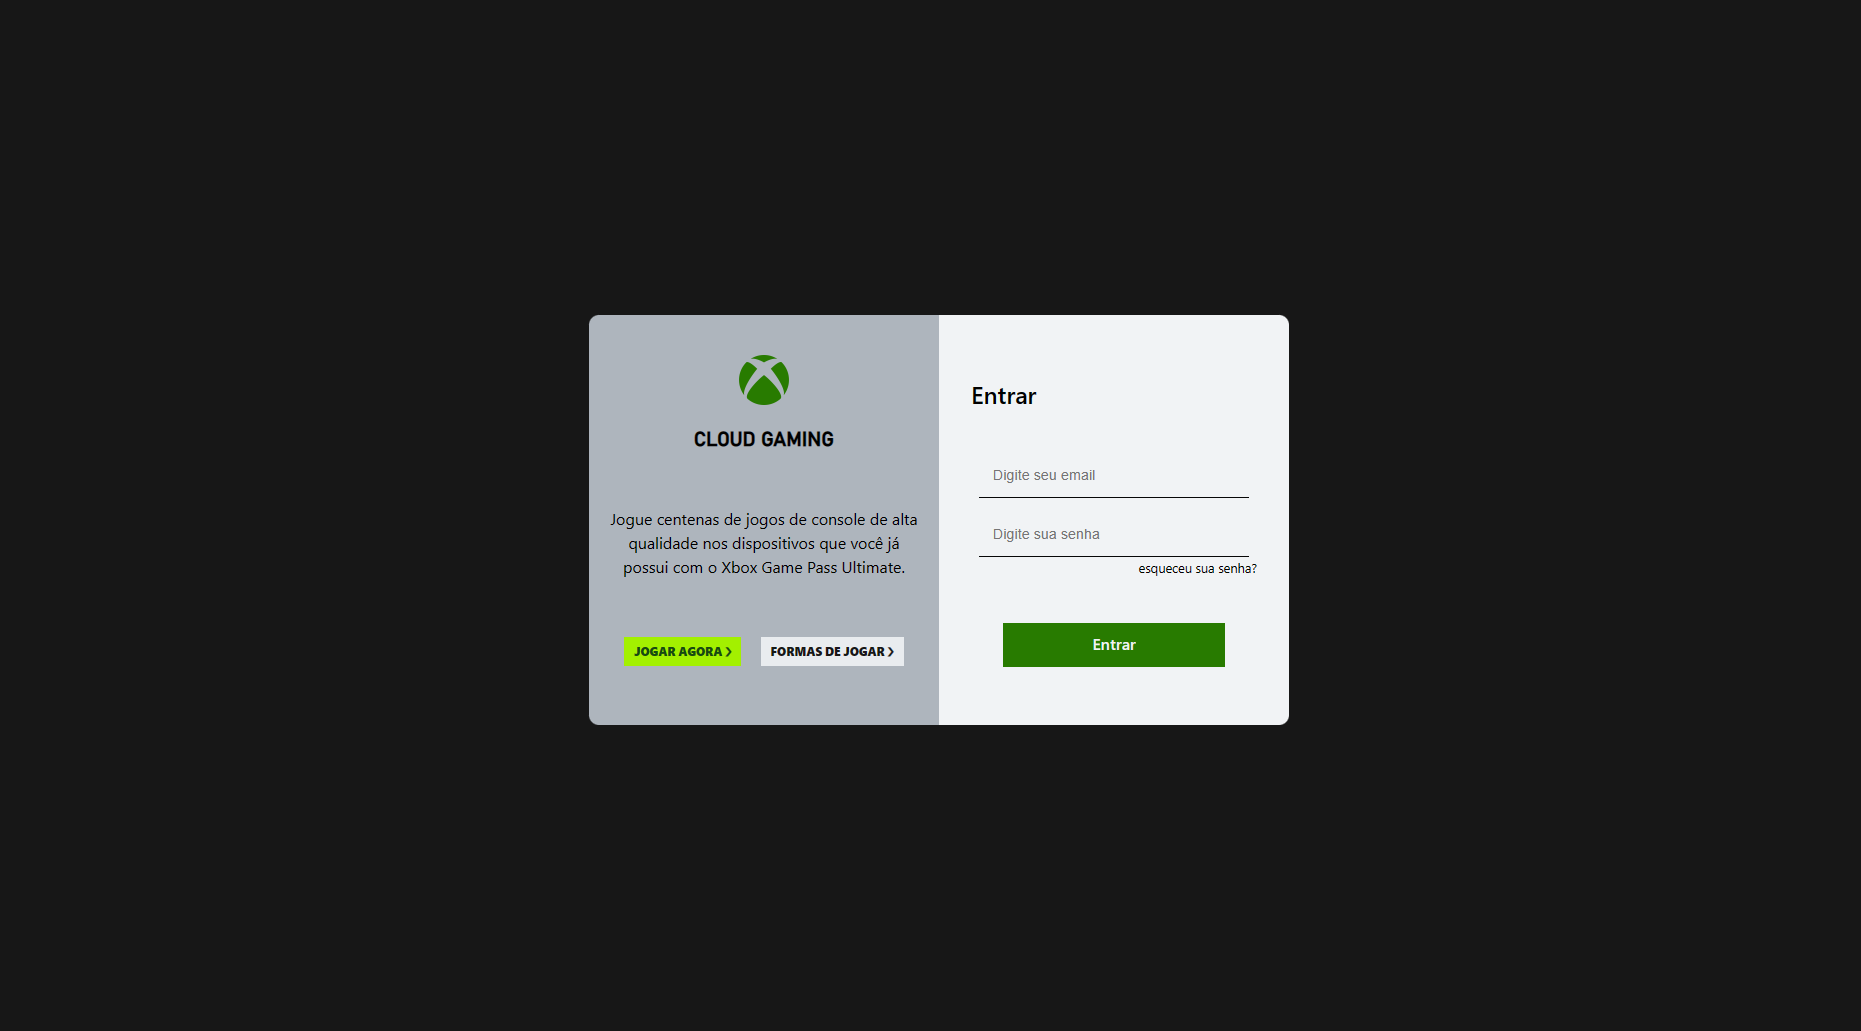 CLOUD GAMING
Jogue centenas de jogos de console de alta
qualidade nos dispositivos que você já
possui com o Xbox Game Pass Ultimate.
JOGAR AGORA ❯
FORMAS DE JOGAR ❯
Entrar
Digite seu email
Digite sua senha
esqueceu sua senha?
Entrar